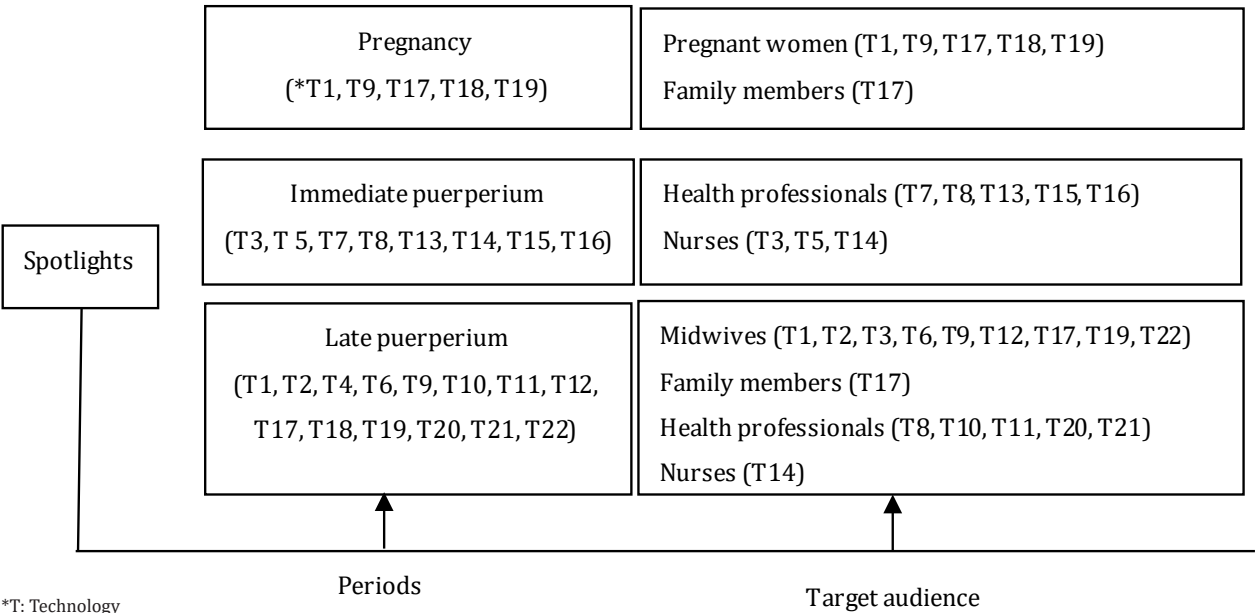 Pregnancy
(*T1, T9, T17, T18, T19)
Pregnant women (T1, T9, T17, T18, T19)
Family members (T17)
Immediate puerperium
(T3, T 5, T7, T8, T13, T14, T15, T16)
Health professionals (T7, T8, T13, T15, T16)
Nurses (T3, T5, T14)
Spotlights
Late puerperium
(T1, T2, T4, T6, T9, T10, T11, T12,
T17, T18, T19, T20, T21, T22)
Midwives (T1, T2, T3, T6, T9, T12, T17, T19, T22)
Family members (T17)
Health professionals (T8, T10, T11, T20, T21)
Nurses (T14)
Periods
Target audience
*T: Technology